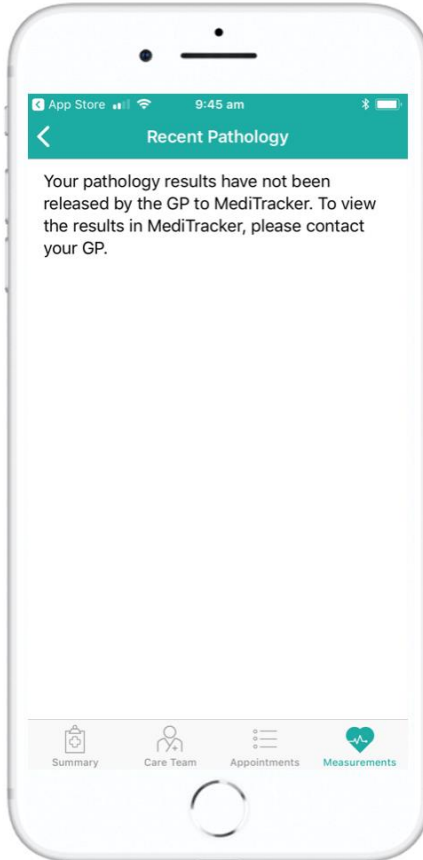 App Store 9:45 am
Recent Pathology
Your pathology results have not been
released by the GP to MediTracker. To view
the results in MediTracker, please contact
your GP.
Summary Care Team Appointments Measurements